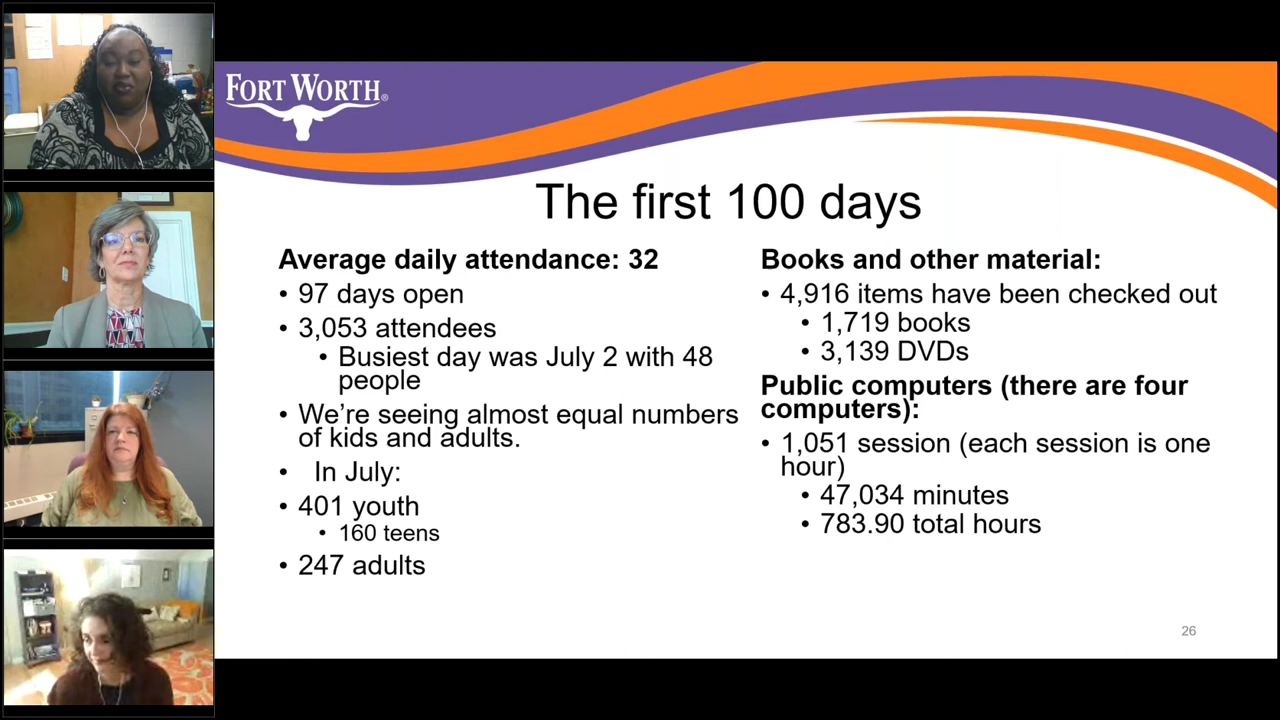 FORT WORTH®
The first 100 days
Average daily attendance: 32
• 97 days open
• 3,053 attendees
• Busiest day was July 2 with 48
people
• We’re seeing almost equal numbers
of kids and adults.
• In July:
• 401 youth
• 160 teens
• 247 adults
Books and other material:
• 4,916 items have been checked out
• 1,719 books
• 3,139 DVDs
Public computers (there are four
computers):
• 1,051 session (each session is one
hour)
• 47,034 minutes
• 783.90 total hours
26